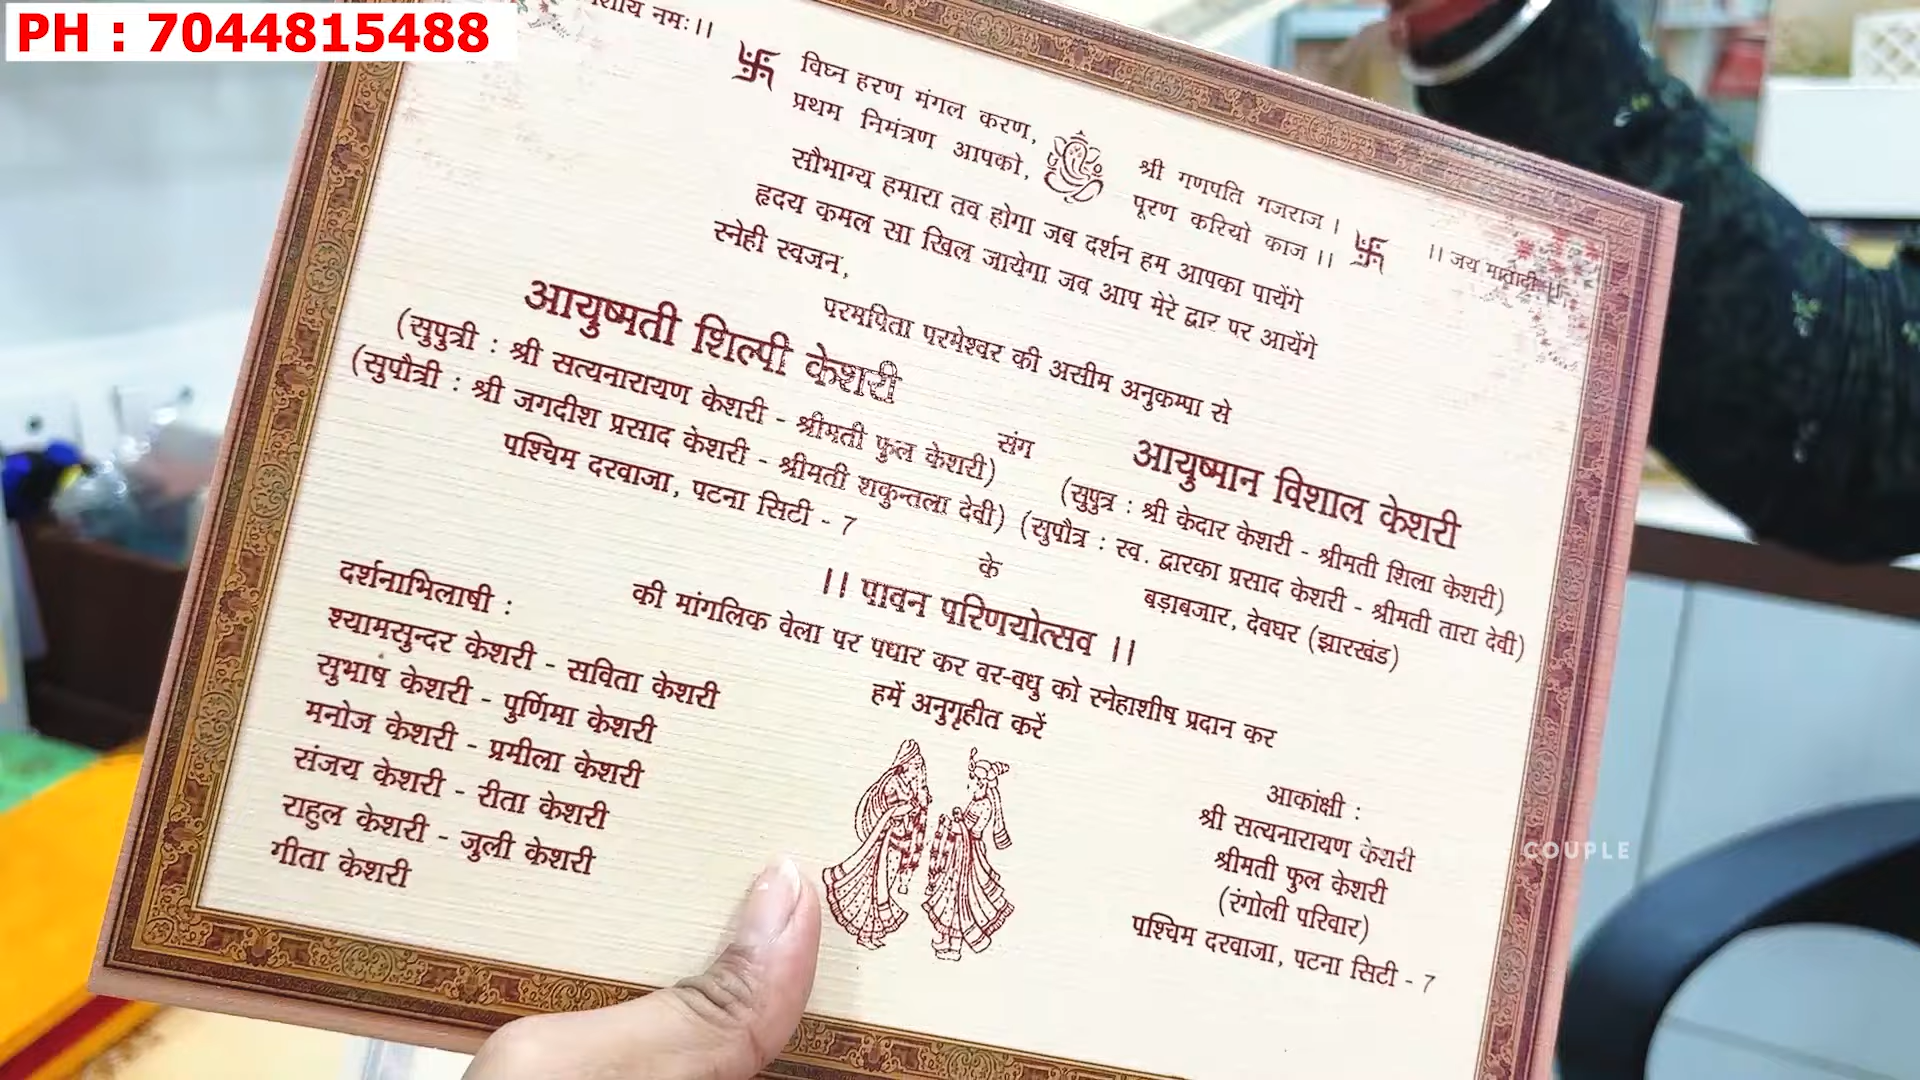 PH : 7044815488
नमः।।
विघ्न हरण मंगल करण,
प्रथम निमंत्रण आपको,
श्री गणपति गजराज ।
पूरण करियो काज ।।
।। जय मातादी ।।
सौभाग्य हमारा तव होगा जब दर्शन हम आपका पायेंगे
हृदय कमल सा खिल जायेगा जव आप मेरे द्वार पर आयेंगे
स्नेही स्वजन,
परमपिता परमेश्वर की असीम अनुकम्पा से
आयुष्मती शिल्पी केशरी
(सुपुत्री : श्री सत्यनारायण केशरी - श्रीमती फुल केशरी)
(सुपौत्री : श्री जगदीश प्रसाद केशरी - श्रीमती शकुन्तला देवी)
पश्चिम दरवाजा, पटना सिटी - 7
संग
आयुष्मान विशाल केशरी
(सुपुत्र : श्री केदार केशरी - श्रीमती शिला केशरी)
(सुपौत्र : स्व. द्वारका प्रसाद केशरी - श्रीमती तारा देवी)
बड़ाबजार, देवघर (झारखंड)
के
।। पावन परिणयोत्सव ।।
की मांगलिक वेला पर पधार कर वर-वधु को स्नेहाशीष प्रदान कर
हमें अनुगृहीत करें
दर्शनाभिलाषी :
श्यामसुन्दर केशरी - सविता केशरी
सुभाष केशरी - पुर्णिमा केशरी
मनोज केशरी - प्रमीला केशरी
संजय केशरी - रीता केशरी
राहुल केशरी - जुली केशरी
गीता केशरी
आकांक्षी :
श्री सत्यनारायण केशरी
श्रीमती फुल केशरी
(रंगोली परिवार)
पश्चिम दरवाजा, पटना सिटी - 7
COUPLE